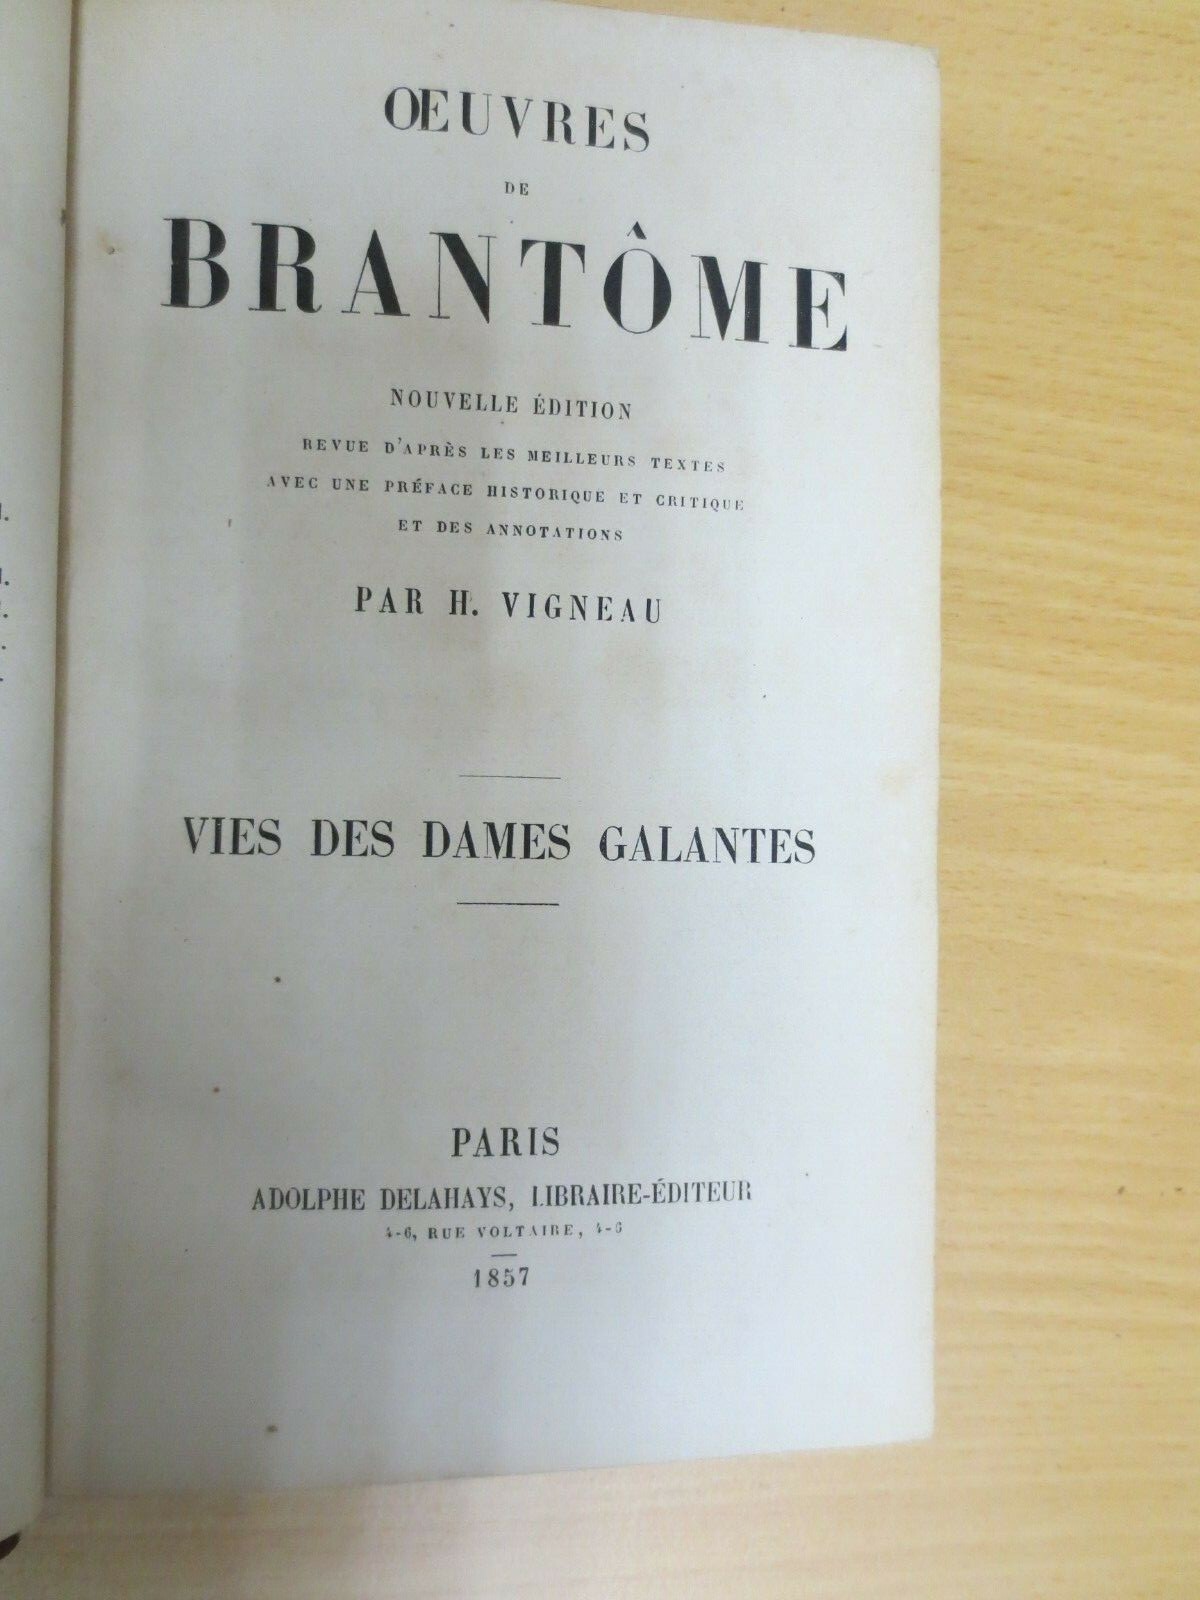 OEUVRES
DE
BRANTÔME
NOUVELLE ÉDITION
REVUE D'APRÈS LES MEILLEURS TEXTES
AVEC UNE PRÉFACE HISTORIQUE ET CRITIQUE
ET DES ANNOTATIONS
PAR H. VIGNEAU
VIES DES DAMES GALANTES
PARIS
ADOLPHE DELAHAYS, LIBRAIRE-ÉDITEUR
4-6, RUE VOLTAIRE, 4-6
1857